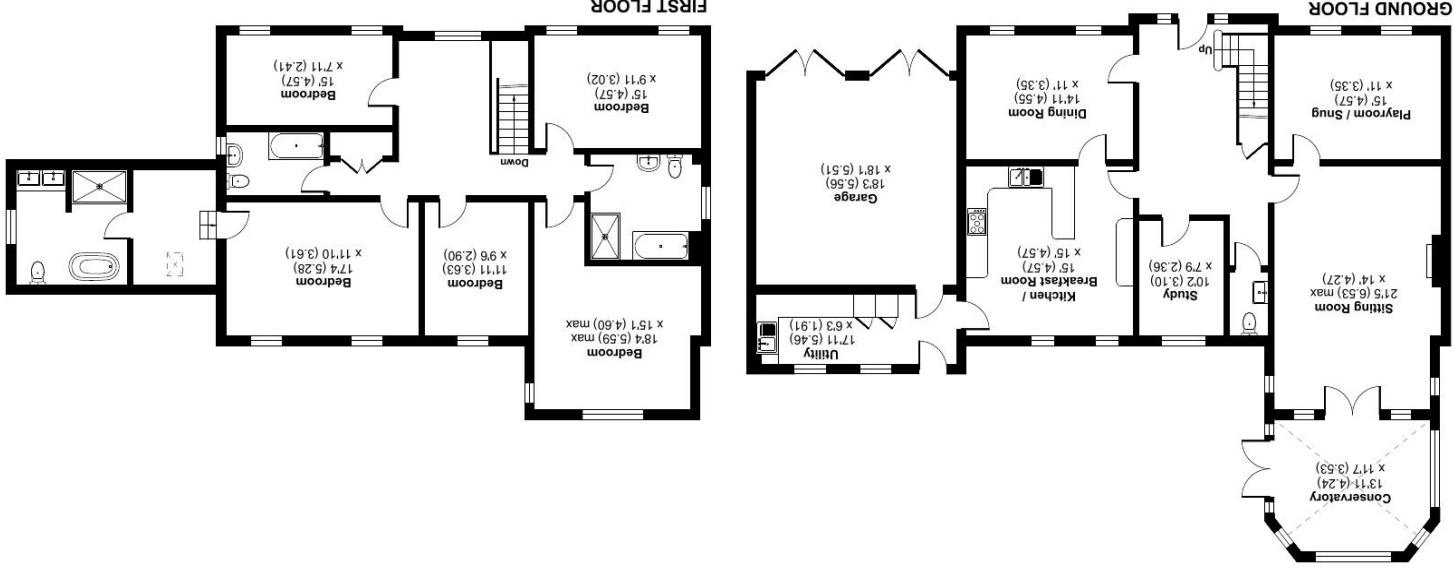 Conservatory
13'11 (4.24)
x 11'7 (3.53)
Sitting Room
21'5 (6.53) max
x 14' (4.27)
Study
10'2 (3.10)
x 7'9 (2.36)
Kitchen /
Breakfast Room
15' (4.57)
x 15' (4.57)
Utility
17'11 (5.46)
x 6'3 (1.91)
Garage
18'3 (5.56)
x 18'1 (5.51)
Playroom / Snug
15' (4.57)
x 11' (3.35)
Up
Dining Room
14'11 (4.55)
x 11' (3.35)
GROUND FLOOR
Bedroom
18'4 (5.59) max
x 15'1 (4.60) max
Bedroom
11'11 (3.63)
x 9'6 (2.90)
Bedroom
17'4 (5.28)
x 11'10 (3.61)
Down
Bedroom
15' (4.57)
x 9'11 (3.02)
Bedroom
15' (4.57)
x 7'11 (2.41)
FIRST FLOOR